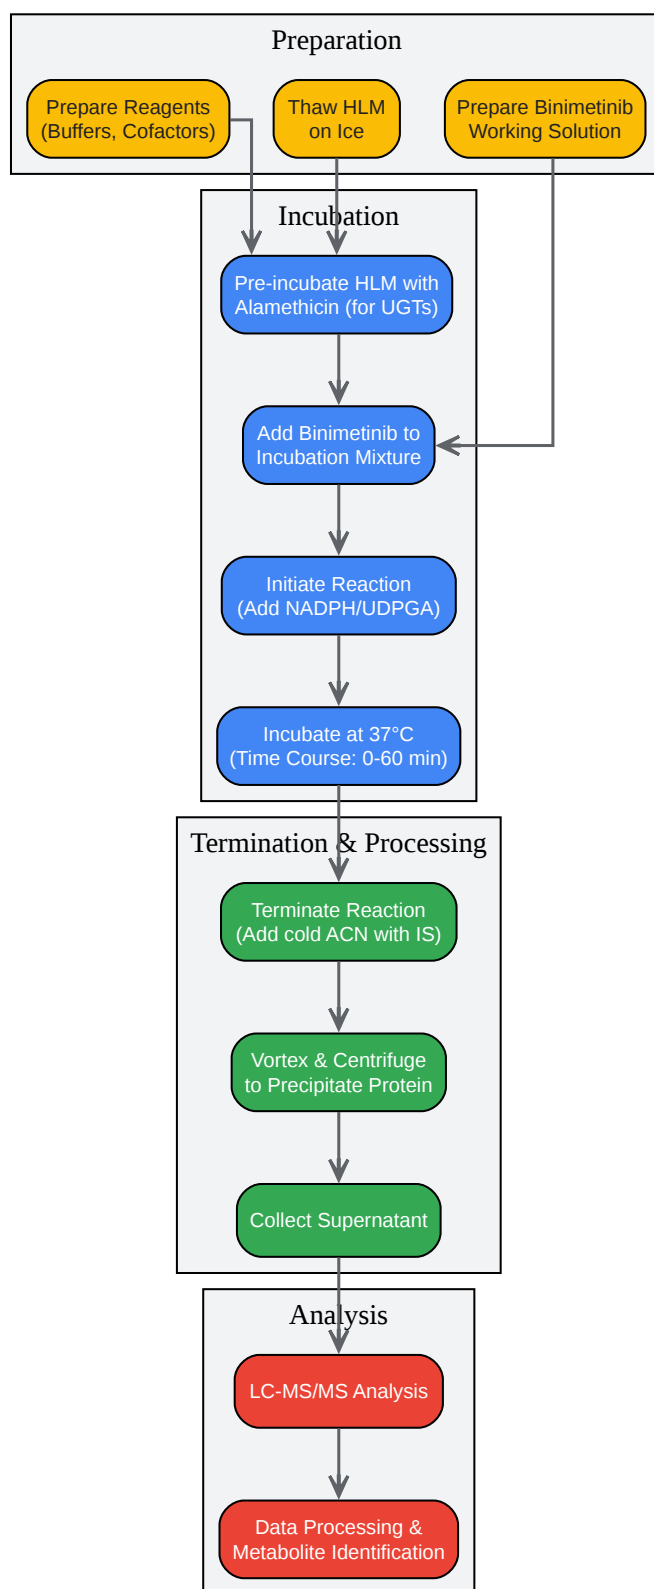 Preparation
Prepare Reagents
(Buffers, Cofactors)
Thaw HLM
on Ice
Prepare Binimetinib
Working Solution
Incubation
Pre-incubate HLM with
Alamethicin (for UGTs)
Add Binimetinib to
Incubation Mixture
Initiate Reaction
(Add NADPH/UDPGA)
Incubate at 37°C
(Time Course: 0-60 min)
Termination & Processing
Terminate Reaction
(Add cold ACN with IS)
Vortex & Centrifuge
to Precipitate Protein
Collect Supernatant
Analysis
LC-MS/MS Analysis
Data Processing &
Metabolite Identification